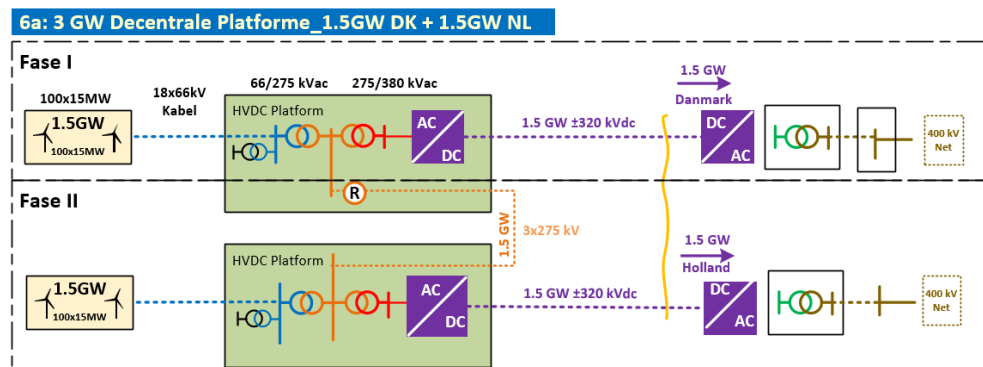 6a: 3 GW Decentrale Platforme_1.5GW DK + 1.5GW NL
Fase I
100x15MW
18x66kV
Kabel
66/275 kVac
275/380 kVac
1.5 GW
Danmark
1.5GW
100x15MW
HVDC Platform
AC
DC
1.5 GW ±320 kVdc
DC
AC
400 kV
Net
R
Fase II
1.5 GW
3x275 kV
1.5 GW
Holland
1.5GW
100x15MW
HVDC Platform
AC
DC
1.5 GW ±320 kVdc
DC
AC
400 kV
Net